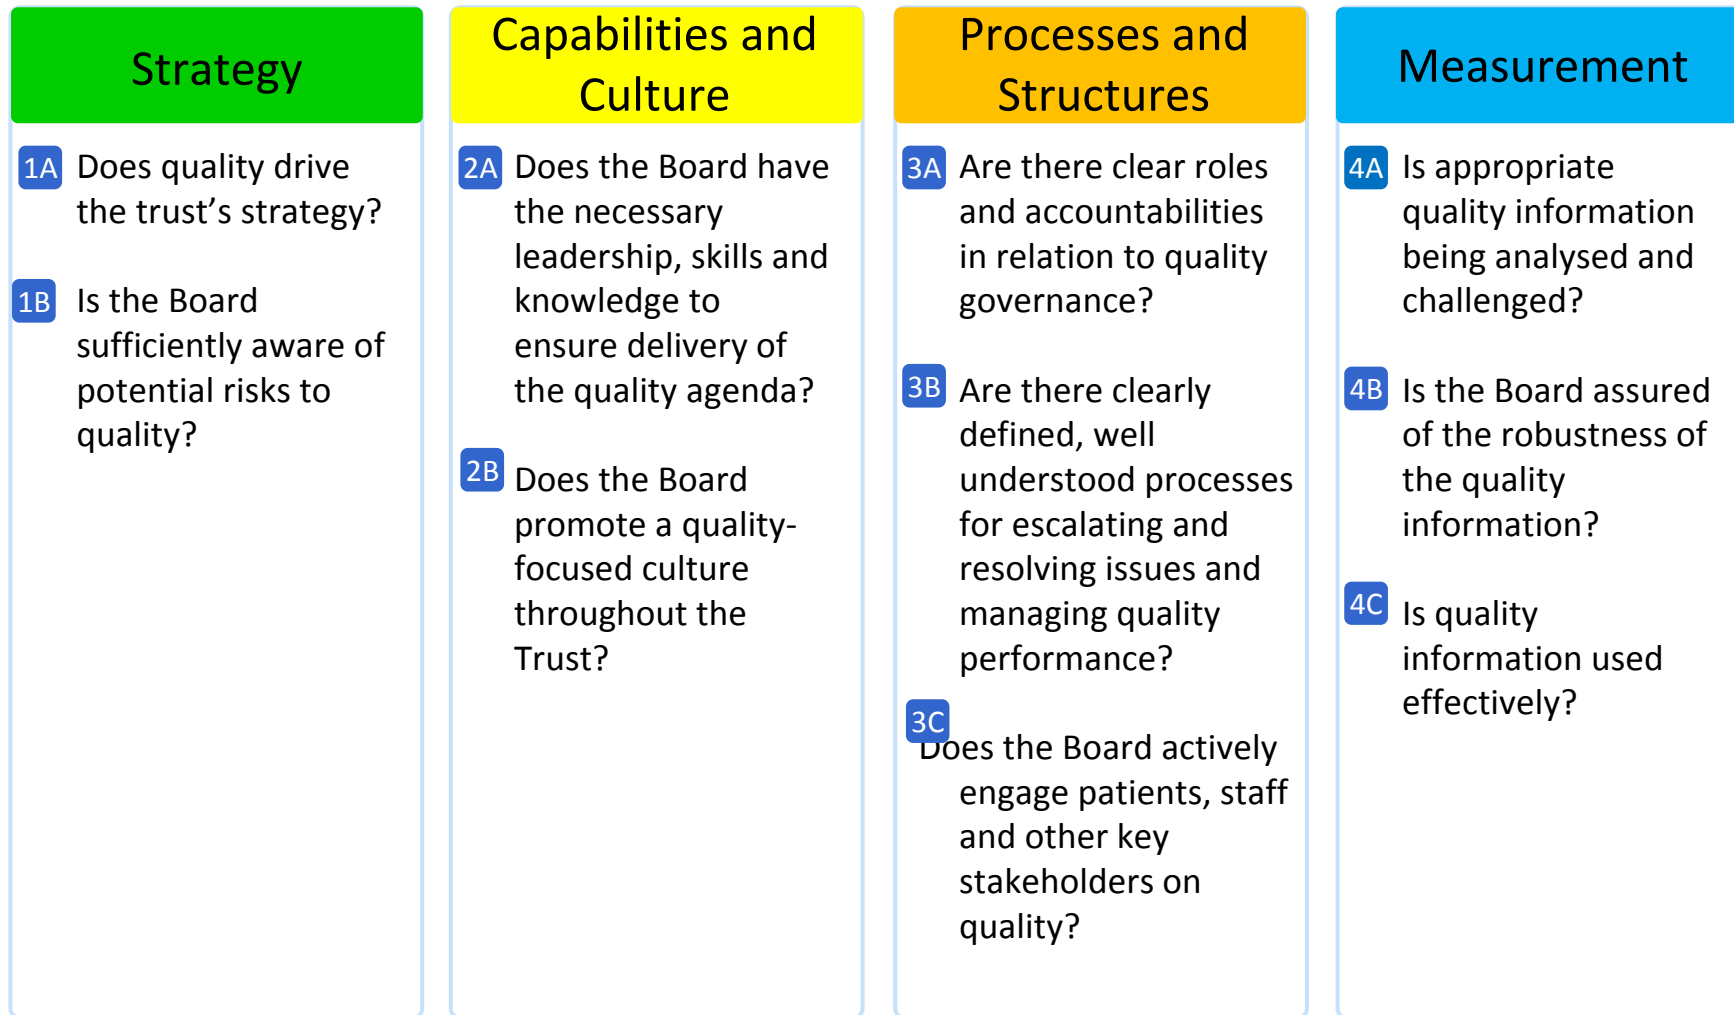 Strategy
1A Does quality drive
the trust’s strategy?
1B Is the Board
sufficiently aware of
potential risks to
quality?
Capabilities and
Culture
2A Does the Board have
the necessary
leadership, skills and
knowledge to
ensure delivery of
the quality agenda?
2B Does the Board
promote a quality-
focused culture
throughout the
Trust?
Processes and
Structures
3A Are there clear roles
and accountabilities
in relation to quality
governance?
3B Are there clearly
defined, well
understood processes
for escalating and
resolving issues and
managing quality
performance?
3C
Does the Board actively
engage patients, staff
and other key
stakeholders on
quality?
Measurement
4A Is appropriate
quality information
being analysed and
challenged?
4B Is the Board assured
of the robustness of
the quality
information?
4C Is quality
information used
effectively?